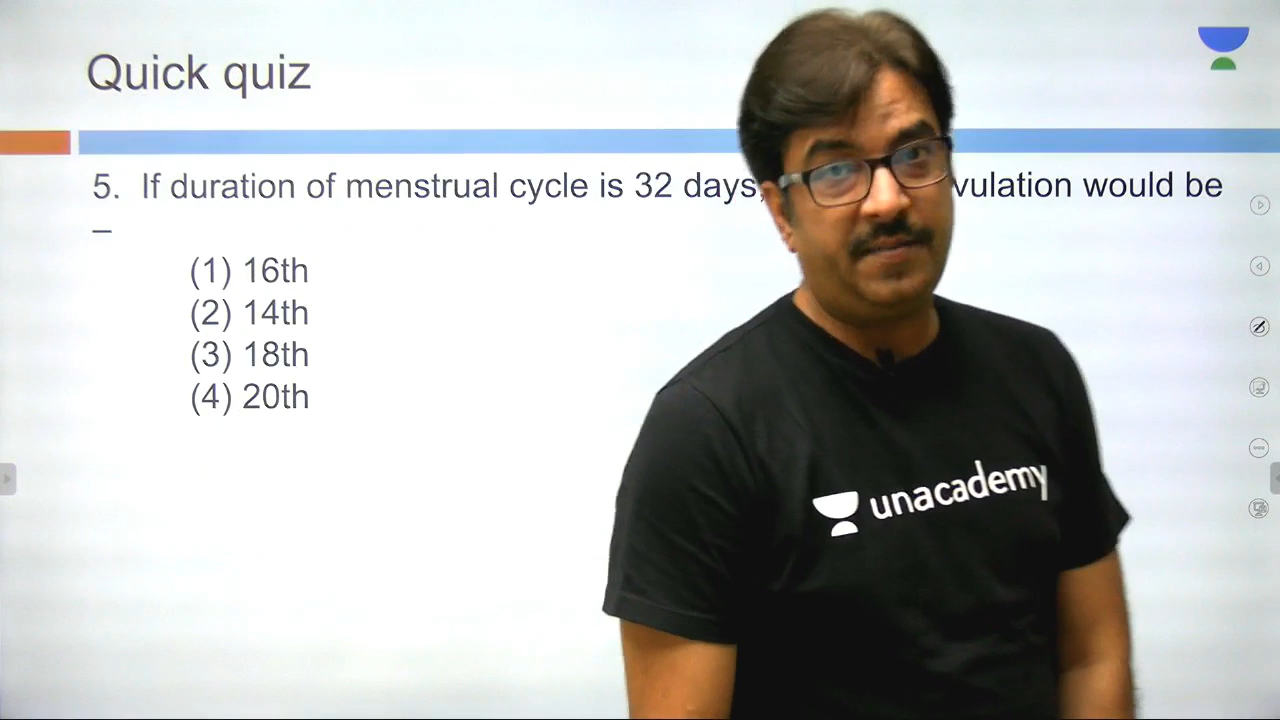 Quick quiz
5. If duration of menstrual cycle is 32 days, vulation would be
–
(1) 16th
(2) 14th
(3) 18th
(4) 20th
unacademy